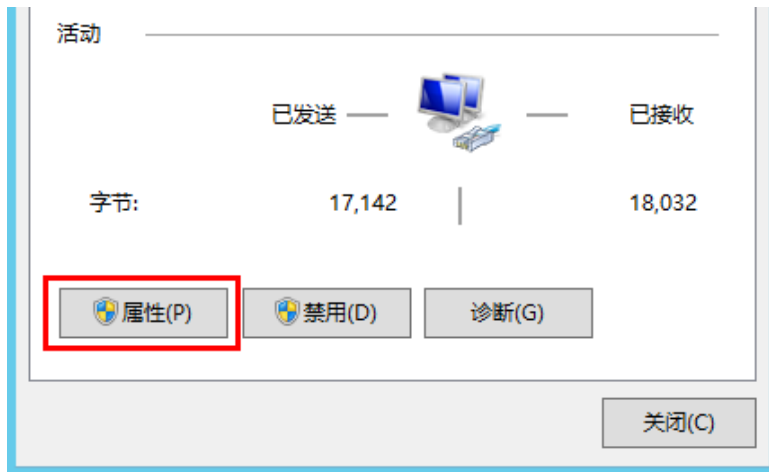 活动
已发送 已接收
字节: 17,142 18,032
属性(P) 禁用(D) 诊断(G)
关闭(C)